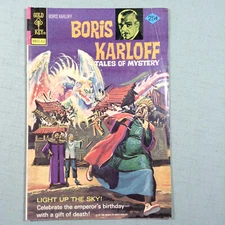 GOLD
KEY
BORIS KARLOFF
BORIS
KARLOFF
TALES OF MYSTERY
25¢
LIGHT UP THE SKY!
Celebrate the emperor's birthday—
with a gift of death!